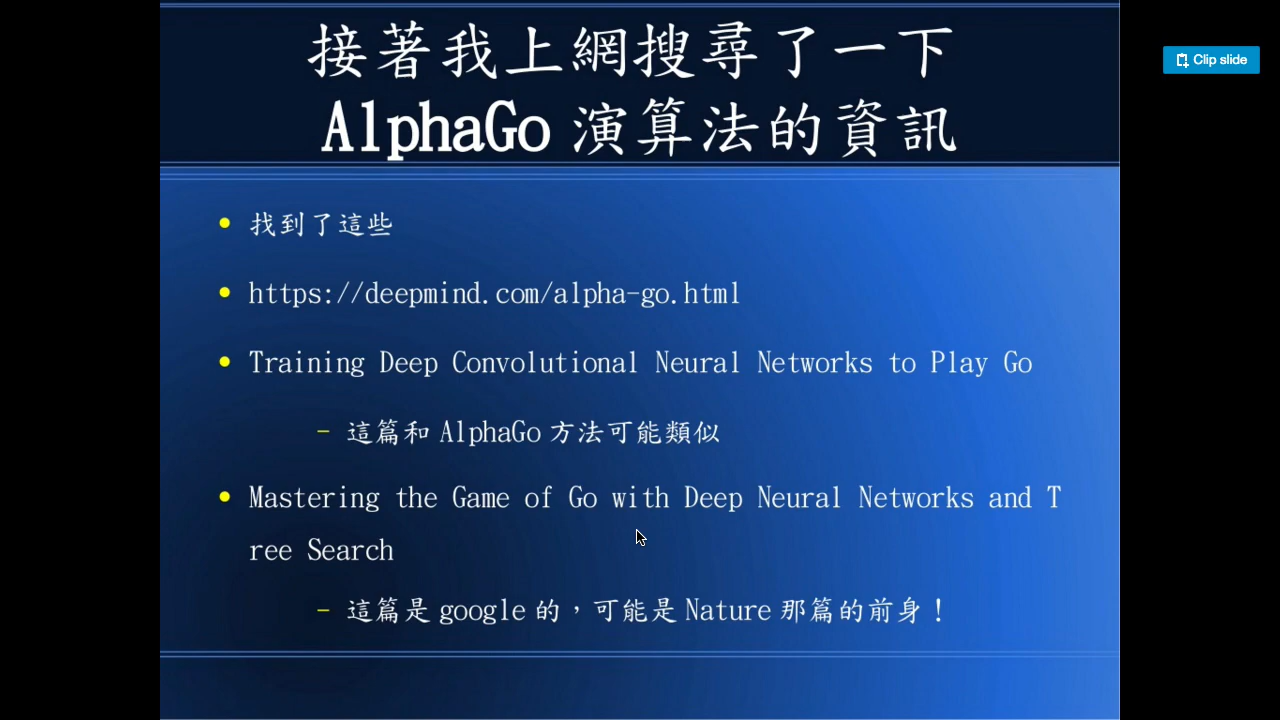 接著我上網搜尋了一下
AlphaGo 演算法的資訊
Clip slide
• 找到了這些
• https://deepmind.com/alpha-go.html
• Training Deep Convolutional Neural Networks to Play Go
– 這篇和 AlphaGo 方法可能類似
• Mastering the Game of Go with Deep Neural Networks and T
ree Search
– 這篇是 google 的，可能是 Nature 那篇的前身！